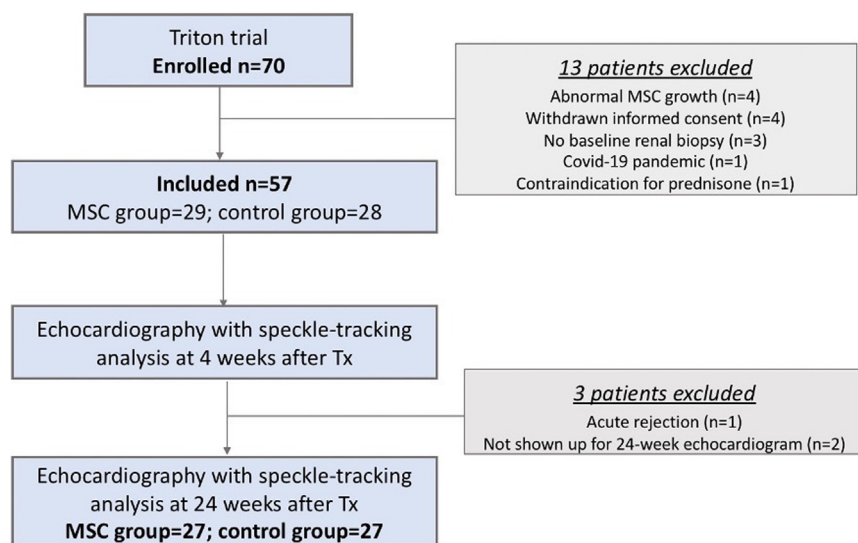 Triton trial
Enrolled n=70
13 patients excluded
Abnormal MSC growth (n=4)
Withdrawn informed consent (n=4)
No baseline renal biopsy (n=3)
Covid-19 pandemic (n=1)
Contraindication for prednisone (n=1)
Included n=57
MSC group=29; control group=28
Echocardiography with speckle-tracking
analysis at 4 weeks after Tx
3 patients excluded
Acute rejection (n=1)
Not shown up for 24-week echocardiogram (n=2)
Echocardiography with speckle-tracking
analysis at 24 weeks after Tx
MSC group=27; control group=27